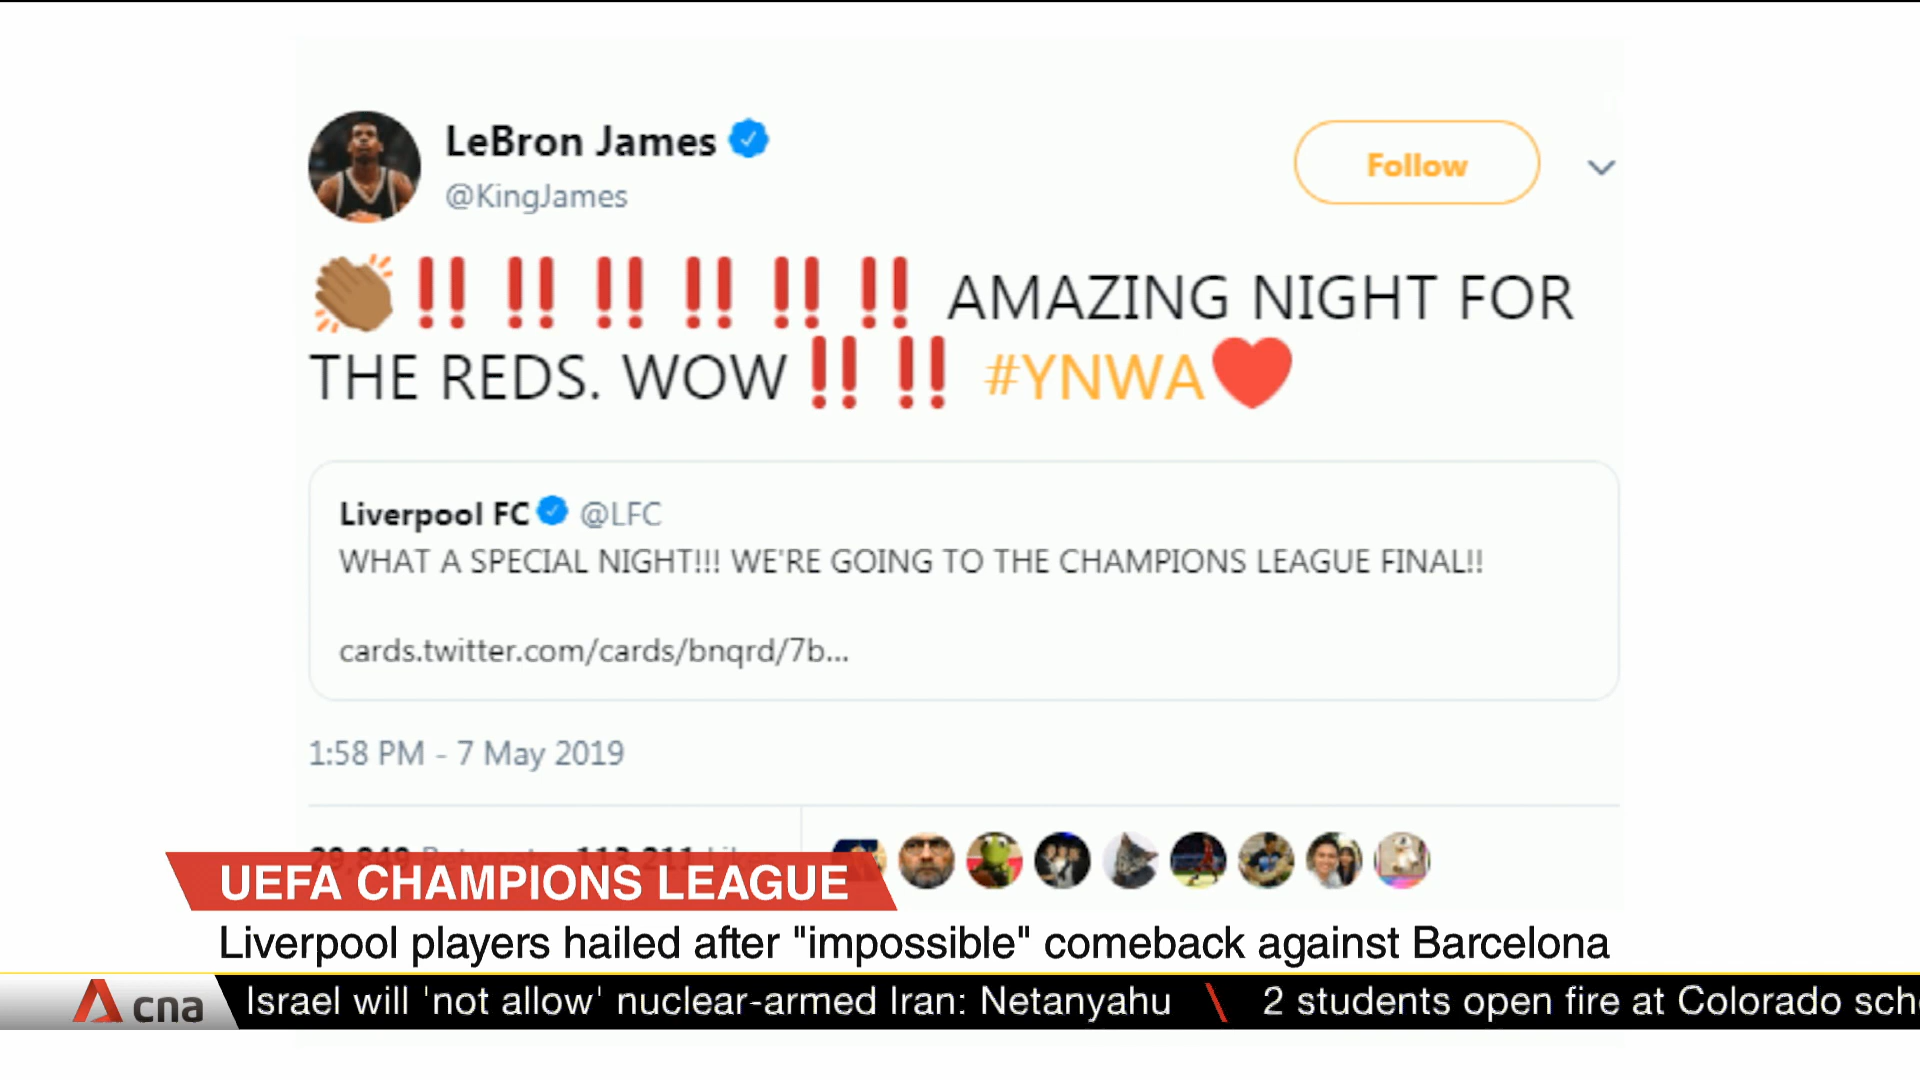 LeBron James
@KingJames
Follow
👏🏾‼️‼️‼️‼️‼️‼️ AMAZING NIGHT FOR
THE REDS. WOW‼️‼️ #YNWA❤️
Liverpool FC @LFC
WHAT A SPECIAL NIGHT!!! WE'RE GOING TO THE CHAMPIONS LEAGUE FINAL!!
cards.twitter.com/cards/bnqrd/7b...
1:58 PM - 7 May 2019
UEFA CHAMPIONS LEAGUE
Liverpool players hailed after "impossible" comeback against Barcelona
cna Israel will 'not allow' nuclear-armed Iran: Netanyahu \ 2 students open fire at Colorado sch